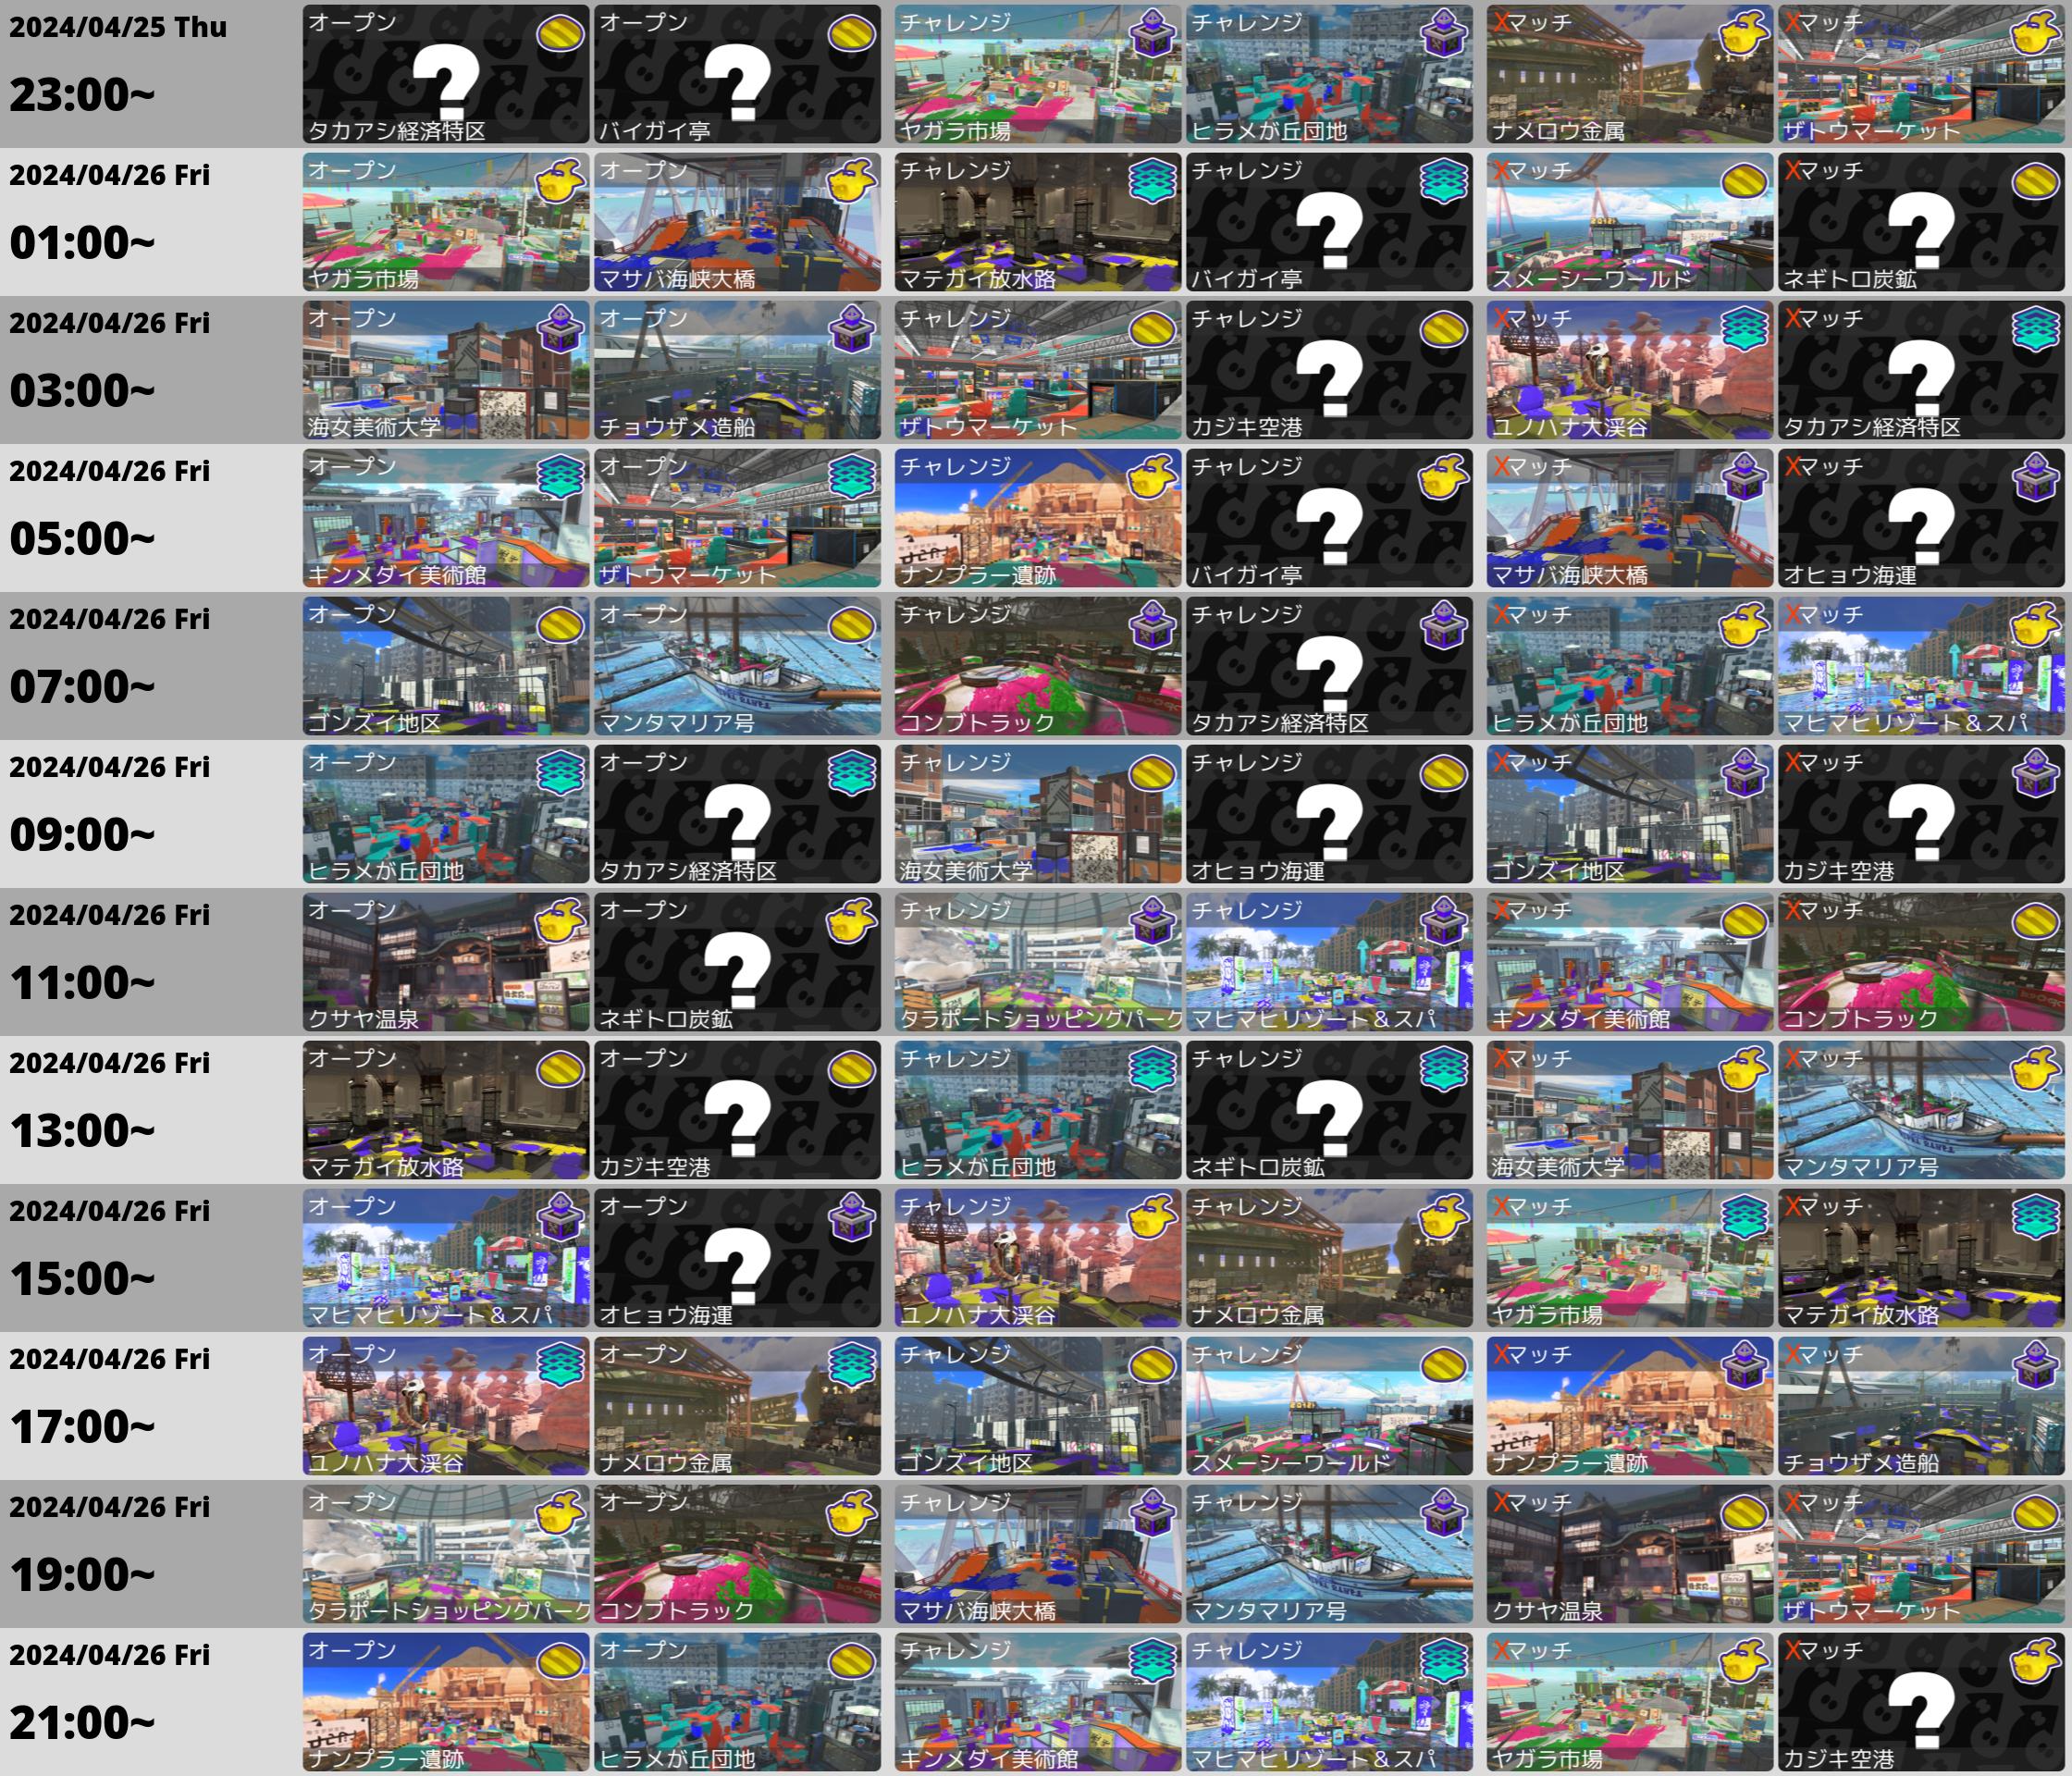 2024/04/25 Thu
23:00~
オープン
タカアシ経済特区
オープン
バイガイ亭
チャレンジ
ヤガラ市場
チャレンジ
ヒラメが丘団地
Xマッチ
ナメロウ金属
Xマッチ
ザトウマーケット
2024/04/26 Fri
01:00~
オープン
ヤガラ市場
オープン
マサバ海峡大橋
チャレンジ
マテガイ放水路
チャレンジ
バイガイ亭
Xマッチ
スメーシーワールド
Xマッチ
ネギトロ炭鉱
2024/04/26 Fri
03:00~
オープン
海女美術大学
オープン
チョウザメ造船
チャレンジ
ザトウマーケット
チャレンジ
カジキ空港
Xマッチ
ユノハナ大渓谷
Xマッチ
タカアシ経済特区
2024/04/26 Fri
05:00~
オープン
キンメダイ美術館
オープン
ザトウマーケット
チャレンジ
ナンプラー遺跡
チャレンジ
バイガイ亭
Xマッチ
マサバ海峡大橋
Xマッチ
オヒョウ海運
2024/04/26 Fri
07:00~
オープン
ゴンズイ地区
オープン
マンタマリア号
チャレンジ
コンブトラック
チャレンジ
タカアシ経済特区
Xマッチ
ヒラメが丘団地
Xマッチ
マヒマヒリゾート＆スパ
2024/04/26 Fri
09:00~
オープン
ヒラメが丘団地
オープン
タカアシ経済特区
チャレンジ
海女美術大学
チャレンジ
オヒョウ海運
Xマッチ
ゴンズイ地区
Xマッチ
カジキ空港
2024/04/26 Fri
11:00~
オープン
クサヤ温泉
オープン
ネギトロ炭鉱
チャレンジ
タラポートショッピングパーク
チャレンジ
マヒマヒリゾート＆スパ
Xマッチ
キンメダイ美術館
Xマッチ
コンブトラック
2024/04/26 Fri
13:00~
オープン
マテガイ放水路
オープン
カジキ空港
チャレンジ
ヒラメが丘団地
チャレンジ
ネギトロ炭鉱
Xマッチ
海女美術大学
Xマッチ
マンタマリア号
2024/04/26 Fri
15:00~
オープン
マヒマヒリゾート＆スパ
オープン
オヒョウ海運
チャレンジ
ユノハナ大渓谷
チャレンジ
ナメロウ金属
Xマッチ
ヤガラ市場
Xマッチ
マテガイ放水路
2024/04/26 Fri
17:00~
オープン
ユノハナ大渓谷
オープン
ナメロウ金属
チャレンジ
ゴンズイ地区
チャレンジ
スメーシーワールド
Xマッチ
ナンプラー遺跡
Xマッチ
チョウザメ造船
2024/04/26 Fri
19:00~
オープン
タラポートショッピングパーク
オープン
コンブトラック
チャレンジ
マサバ海峡大橋
チャレンジ
マンタマリア号
Xマッチ
クサヤ温泉
Xマッチ
ザトウマーケット
2024/04/26 Fri
21:00~
オープン
ナンプラー遺跡
オープン
ヒラメが丘団地
チャレンジ
キンメダイ美術館
チャレンジ
マヒマヒリゾート＆スパ
Xマッチ
ヤガラ市場
Xマッチ
カジキ空港